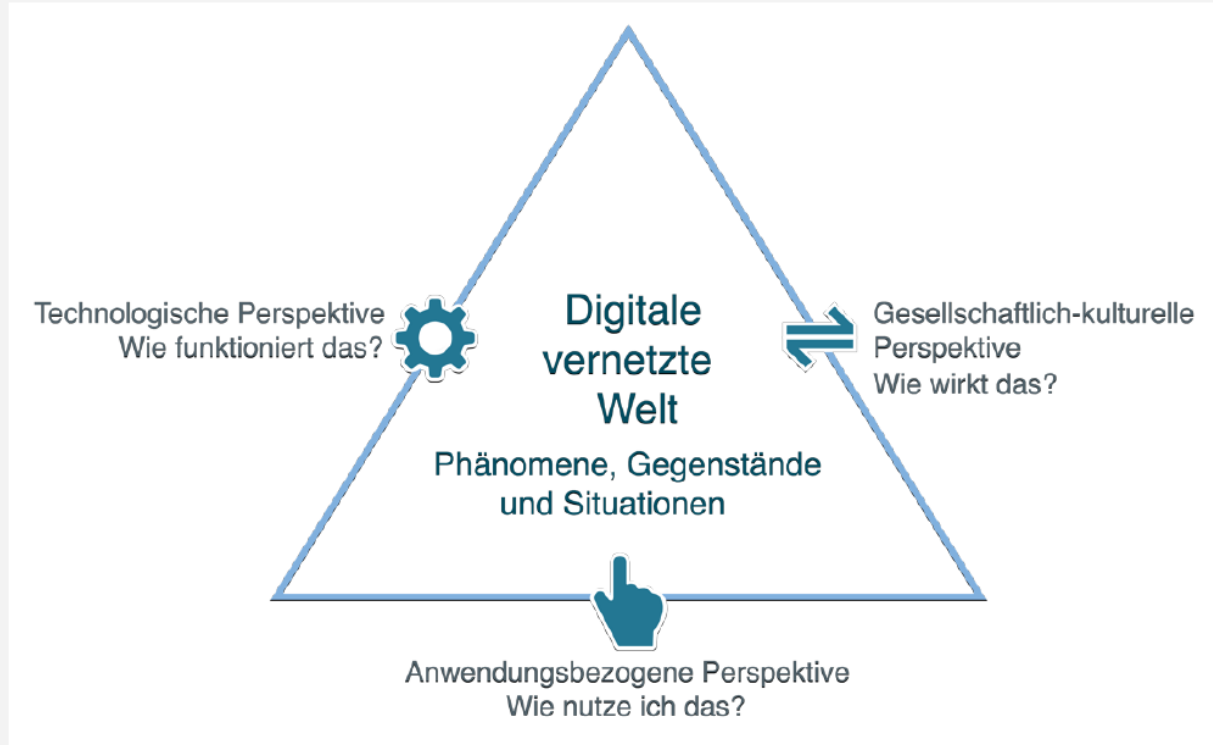 Digitale
vernetzte
Welt
Phänomene, Gegenstände
und Situationen
Technologische Perspektive
Wie funktioniert das?
Gesellschaftlich-kulturelle
Perspektive
Wie wirkt das?
Anwendungsbezogene Perspektive
Wie nutze ich das?